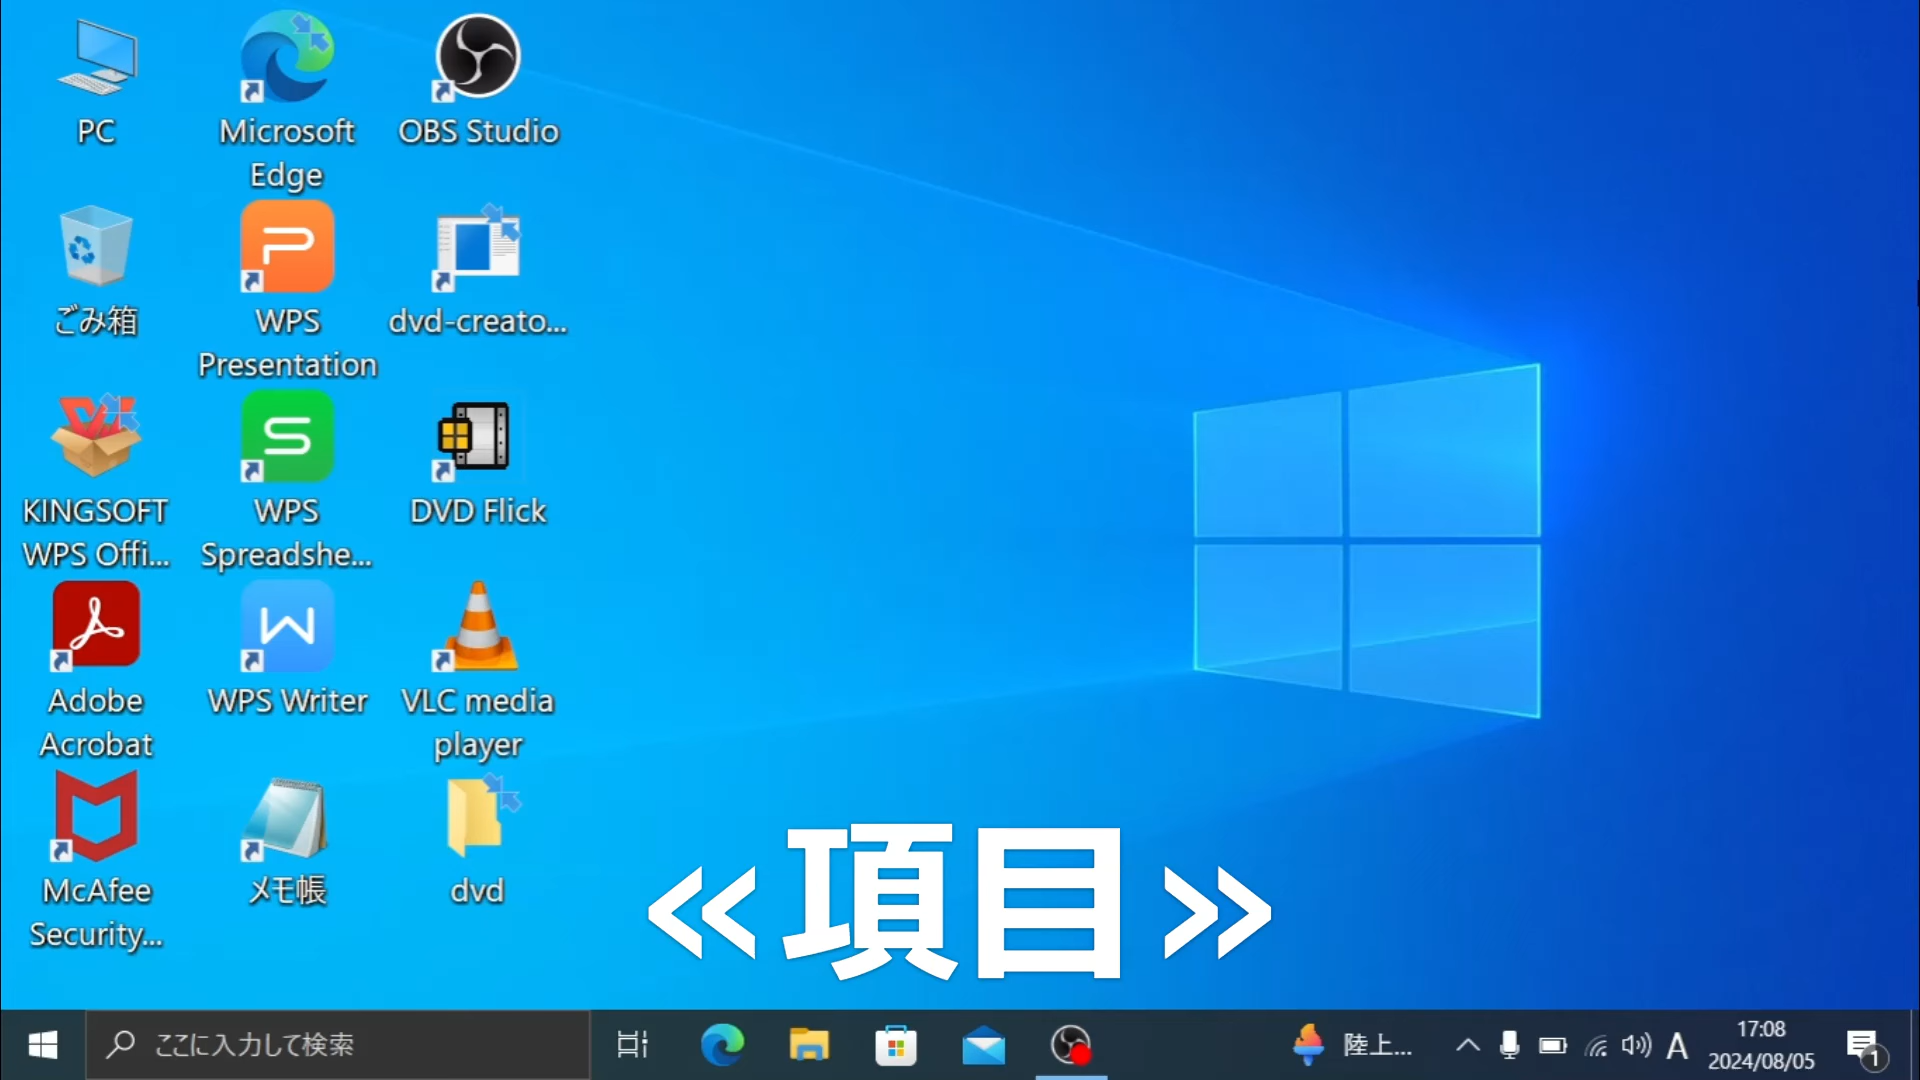 PC
Microsoft
Edge
OBS Studio
ごみ箱
WPS
Presentation
dvd-creato...
KINGSOFT
WPS Offi...
WPS
Spreadshe...
DVD Flick
Adobe
Acrobat
WPS Writer
VLC media
player
McAfee
Security...
メモ帳
dvd
«項目»
ここに入力して検索
陸上...
A
17:08
2024/08/05
1